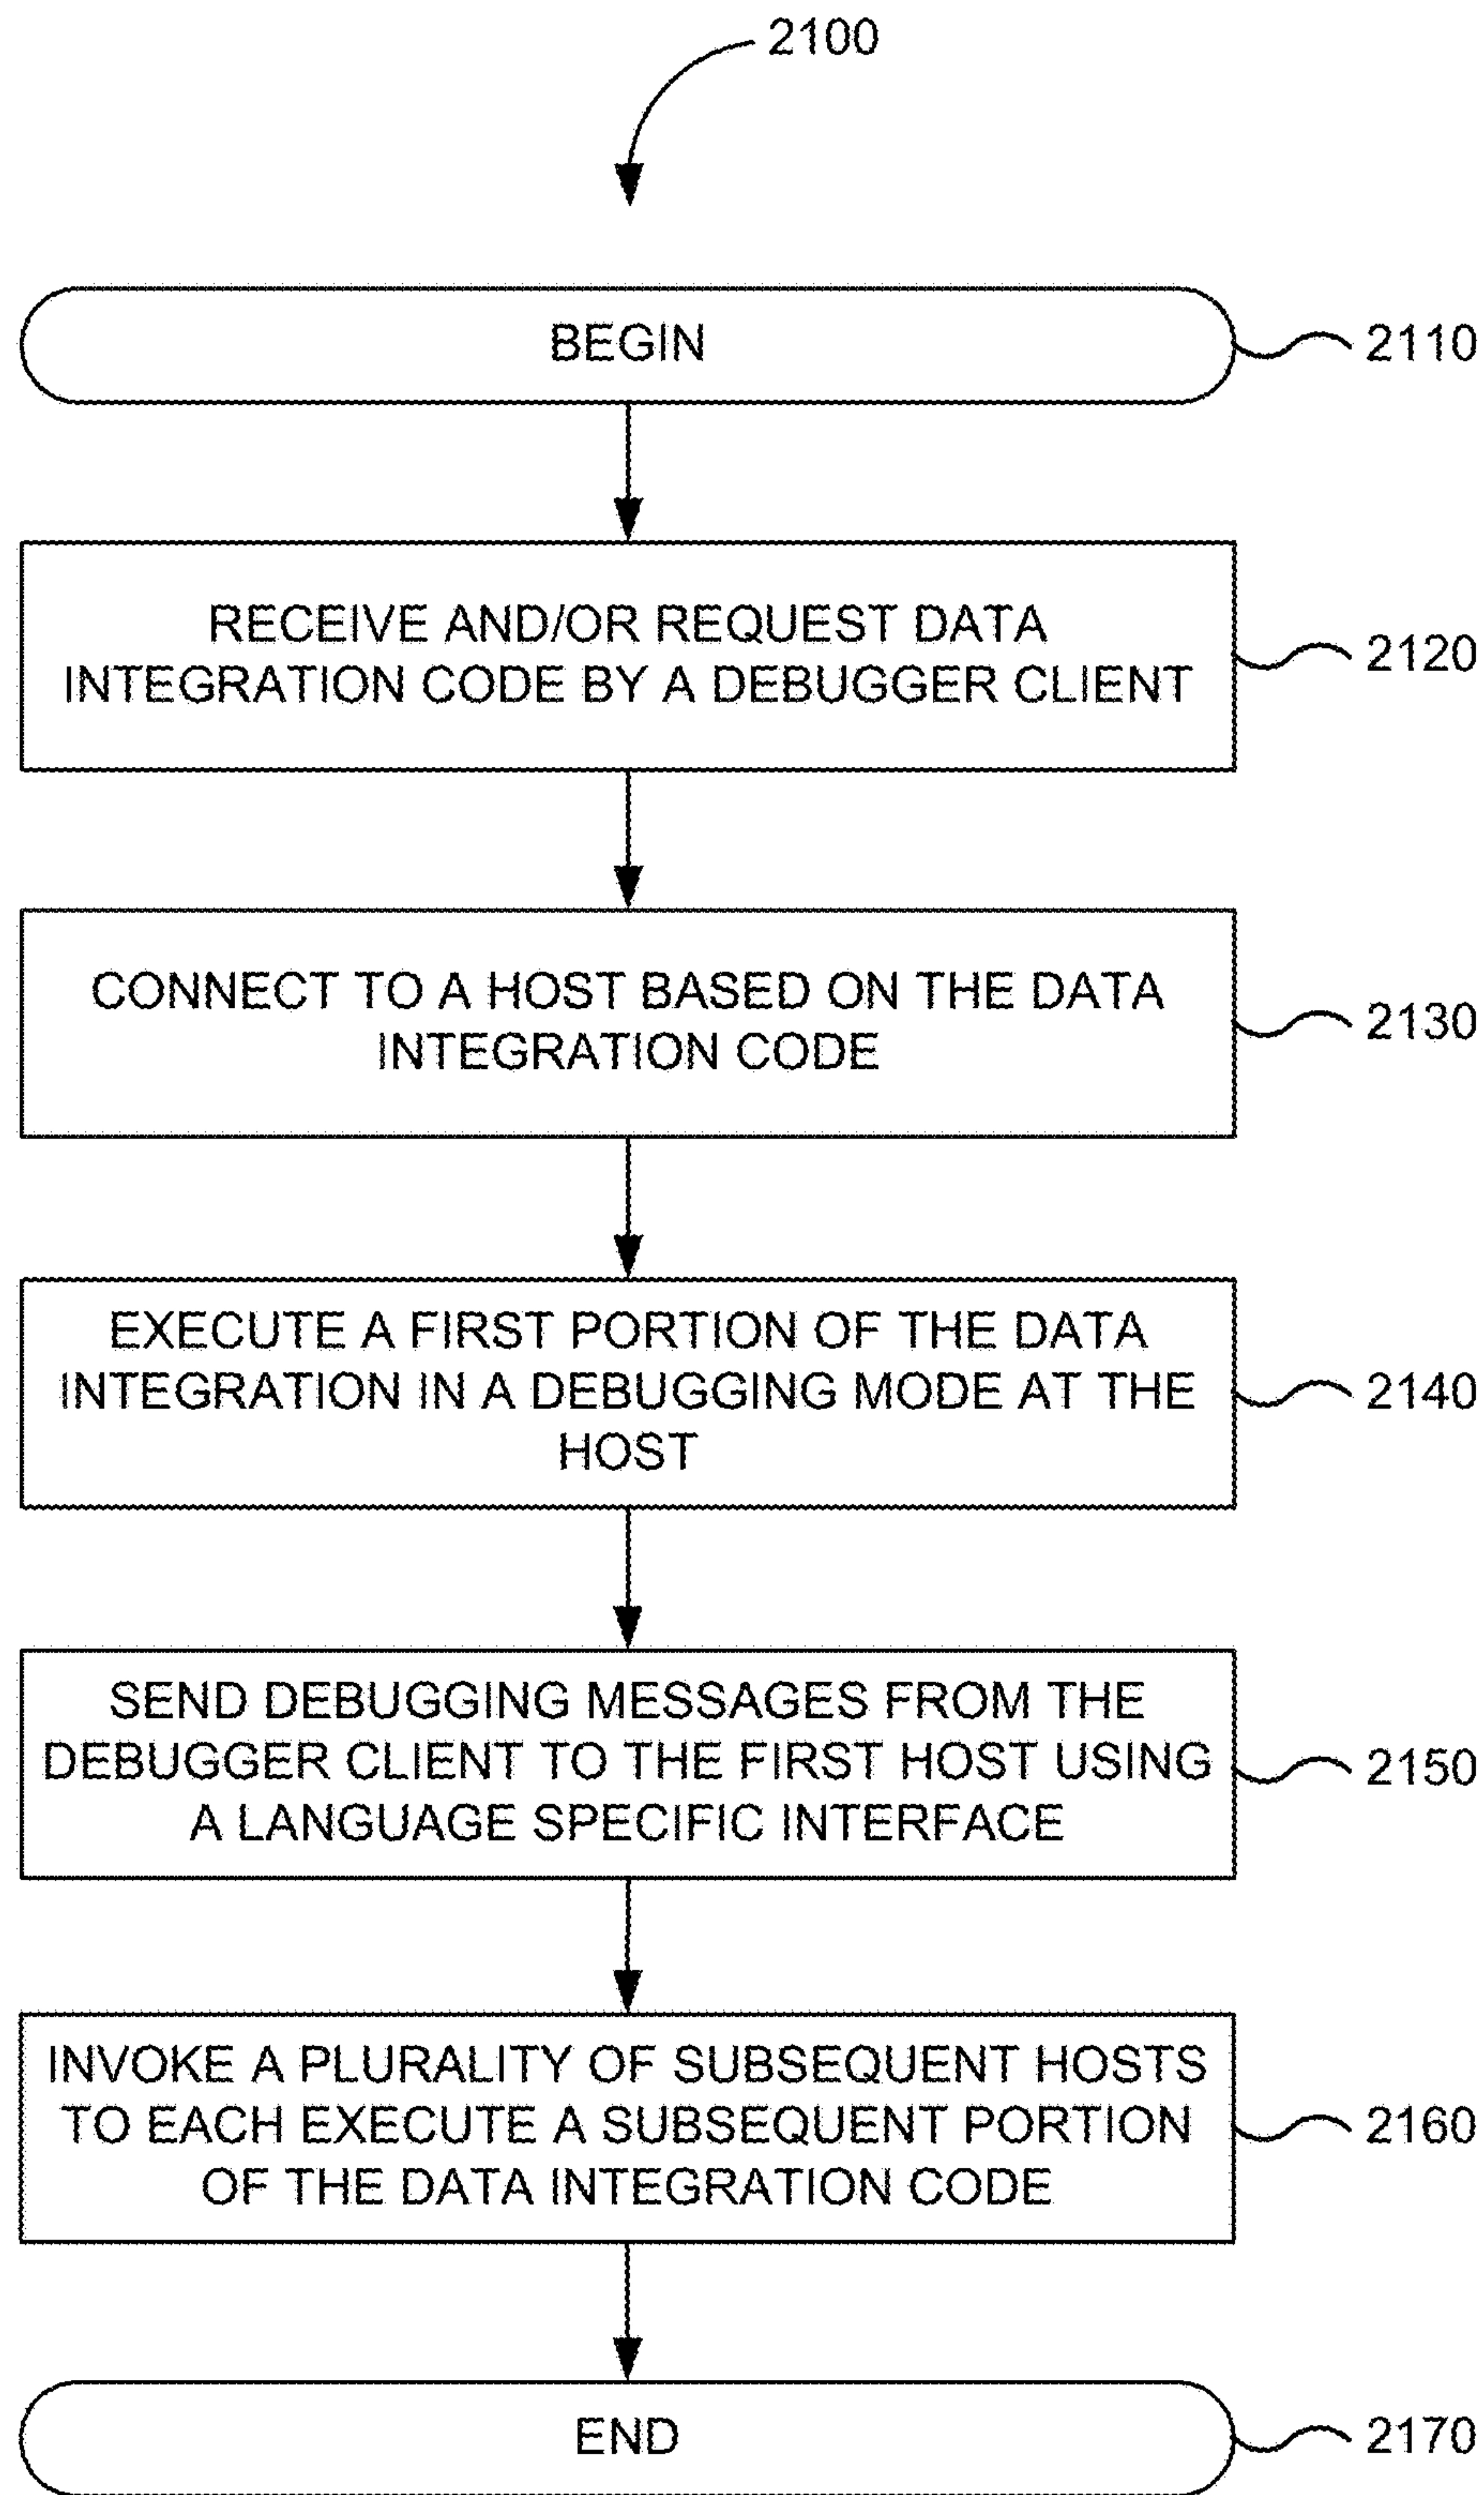 2100
BEGIN
2110
RECEIVE AND/OR REQUEST DATA
INTEGRATION CODE BY A DEBUGGER CLIENT
2120
CONNECT TO A HOST BASED ON THE DATA
INTEGRATION CODE
2130
EXECUTE A FIRST PORTION OF THE DATA
INTEGRATION IN A DEBUGGING MODE AT THE
HOST
2140
SEND DEBUGGING MESSAGES FROM THE
DEBUGGER CLIENT TO THE FIRST HOST USING
A LANGUAGE SPECIFIC INTERFACE
2150
INVOKE A PLURALITY OF SUBSEQUENT HOSTS
TO EACH EXECUTE A SUBSEQUENT PORTION
OF THE DATA INTEGRATION CODE
2160
END
2170